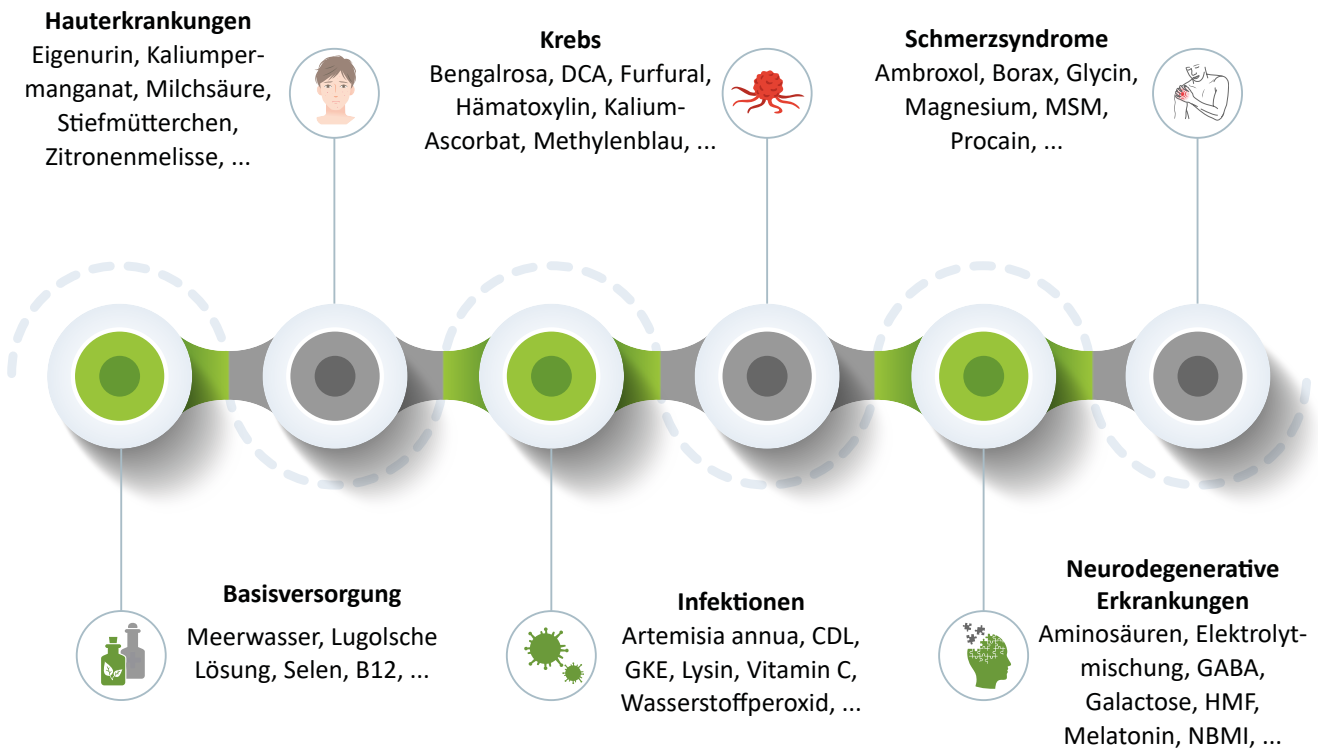 Hauterkrankungen
Eigenurin, Kaliumper-
manganat, Milchsäure,
Stiefmütterchen,
Zitronenmelisse, ...
Krebs
Bengalrosa, DCA, Furfural,
Hämatoxylin, Kalium-
Ascorbat, Methylenblau, ...
Schmerzsyndrome
Ambroxol, Borax, Glycin,
Magnesium, MSM,
Procain, ...
Basisversorgung
Meerwasser, Lugolsche
Lösung, Selen, B12, ...
Infektionen
Artemisia annua, CDL,
GKE, Lysin, Vitamin C,
Wasserstoffperoxid, ...
Neurodegenerative
Erkrankungen
Aminosäuren, Elektrolyt-
mischung, GABA,
Galactose, HMF,
Melatonin, NBMI, ...